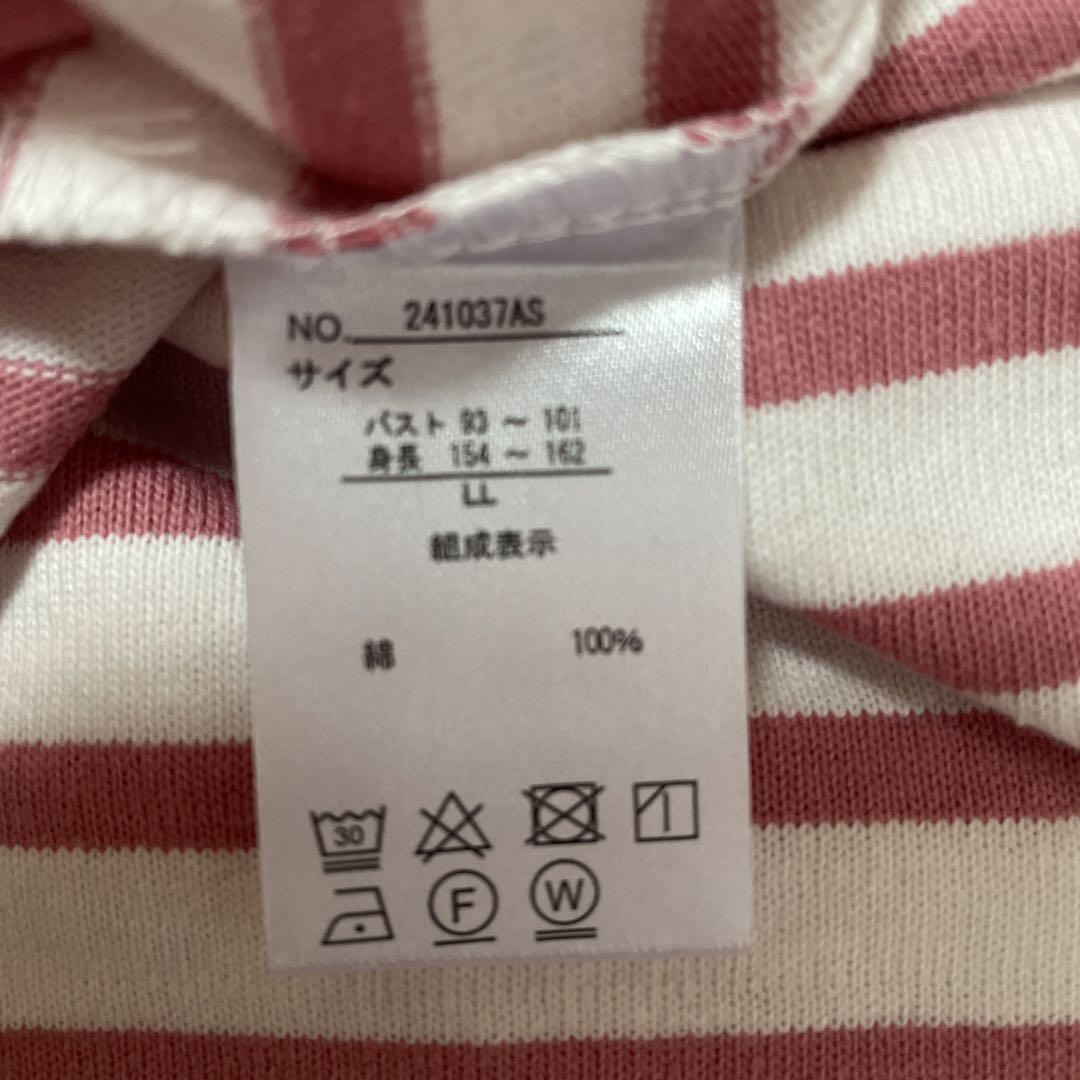 NO. 241037AS
サイズ
バスト 93 ~ 101
身長 154 ~ 162
LL
組成表示
綿 100%
30
F W